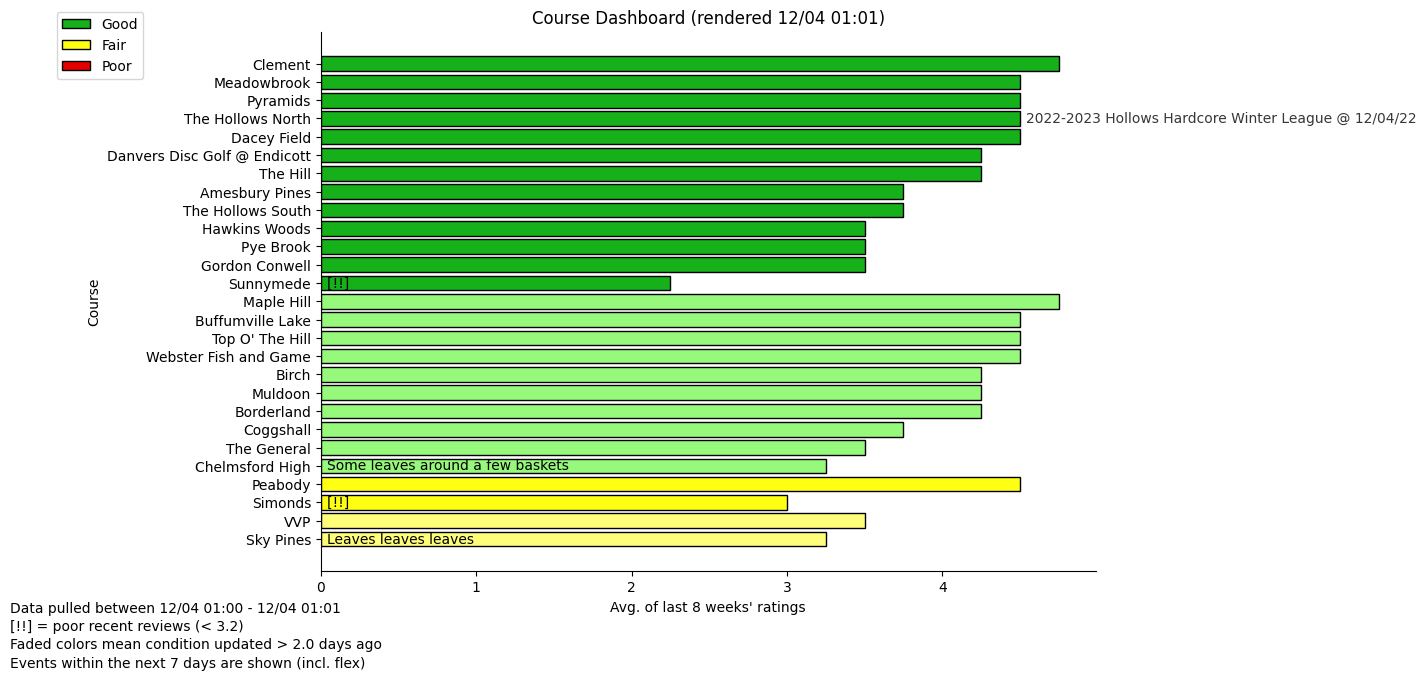 Course Dashboard (rendered 12/04 01:01)
Good
Fair
Poor
Course
Clement
Meadowbrook
Pyramids
The Hollows North 2022-2023 Hollows Hardcore Winter League @ 12/04/22
Dacey Field
Danvers Disc Golf @ Endicott
The Hill
Amesbury Pines
The Hollows South
Hawkins Woods
Pye Brook
Gordon Conwell
Sunnymede [!!]
Maple Hill
Buffumville Lake
Top O' The Hill
Webster Fish and Game
Birch
Muldoon
Borderland
Coggshall
The General
Chelmsford High Some leaves around a few baskets
Peabody
Simonds [!!]
VVP
Sky Pines Leaves leaves leaves
0 1 2 3 4
Avg. of last 8 weeks' ratings
Data pulled between 12/04 01:00 - 12/04 01:01
[!!] = poor recent reviews (< 3.2)
Faded colors mean condition updated > 2.0 days ago
Events within the next 7 days are shown (incl. flex)